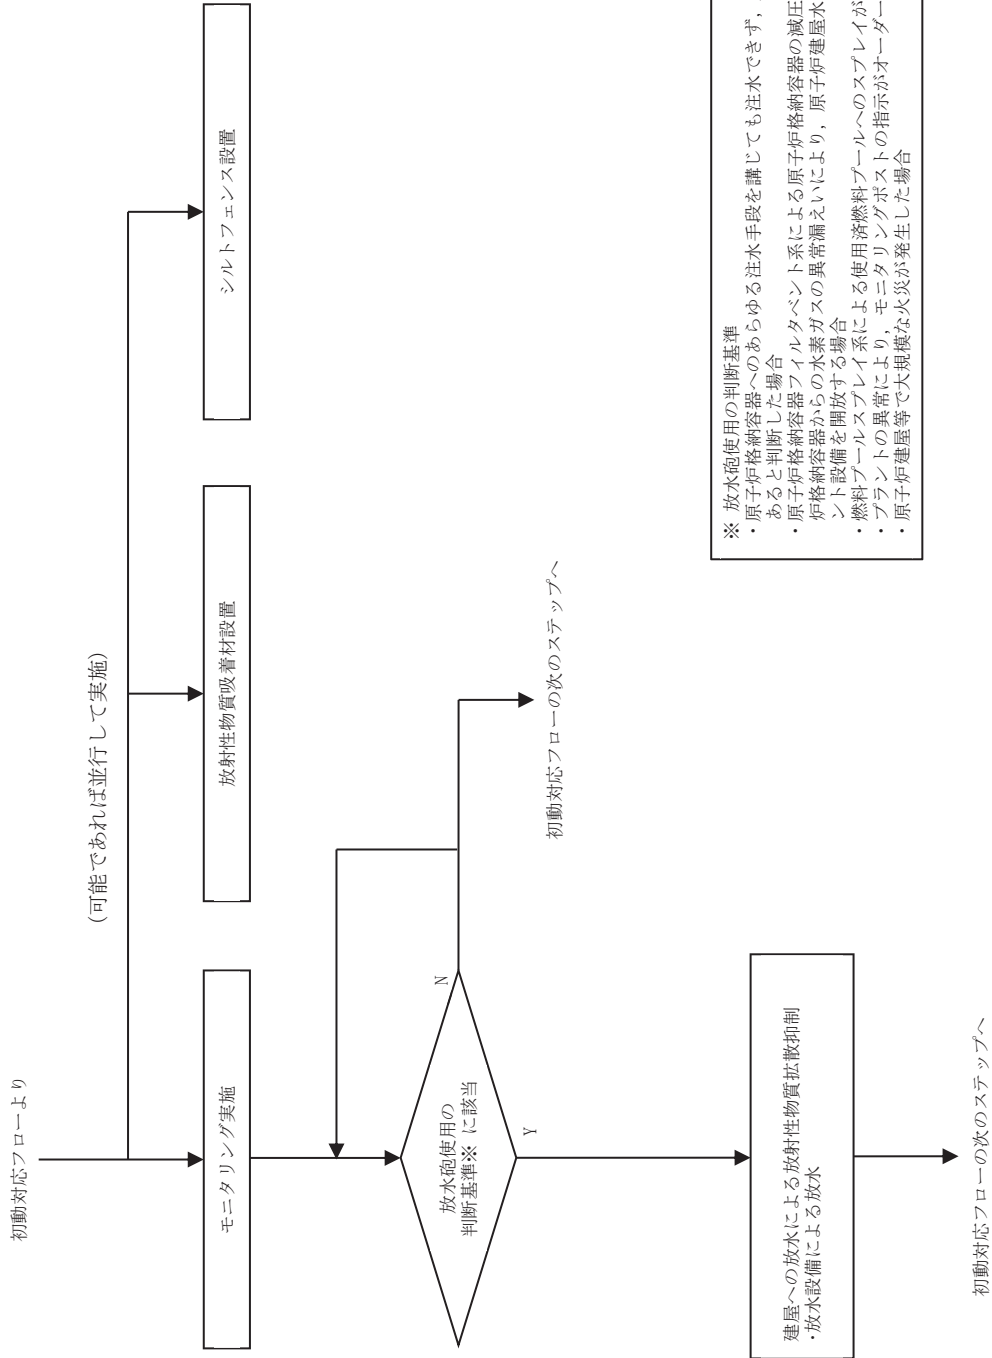 初動対応フローより
(可能であれば並行して実施)
モニタリング実施
放射性物質吸着材設置
シルトフェンス設置
放水砲使用の
判断基準※ に該当
N
Y
初動対応フローの次のステップへ
建屋への放水による放射性物質拡散抑制
・放水設備による放水
初動対応フローの次のステップへ
※ 放水砲使用の判断基準
・原子炉格納容器へのあらゆる注水手段を講じても注水できず，
あると判断した場合
・原子炉格納容器フィルタベント系による原子炉格納容器の減圧
炉格納容器からの水素ガスの異常漏えいにより，原子炉建屋水
ント設備を開放する場合
・燃料プールスプレイ系による使用済燃料プールへのスプレイが
・プラントの異常により，モニタリングポストの指示がオーダー
・原子炉建屋等で大規模な火災が発生した場合